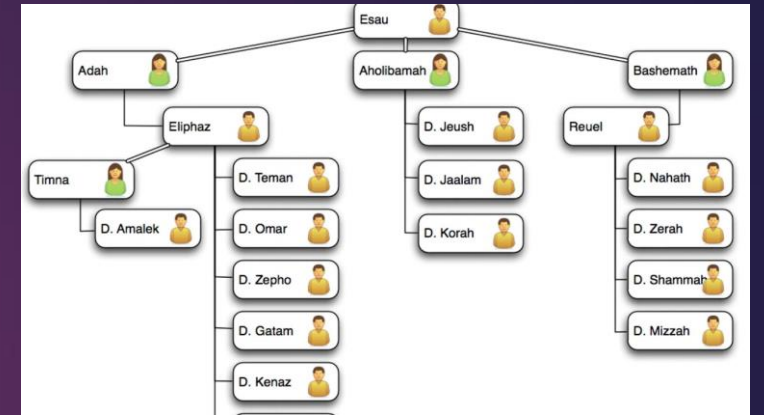 Esau
Adah
Aholibamah
Bashemath
Eliphaz
D. Jeush
Reuel
Timna
D. Teman
D. Jaalam
D. Nahath
D. Amalek
D. Omar
D. Korah
D. Zerah
D. Zepho
D. Shammah
D. Gatam
D. Mizzah
D. Kenaz